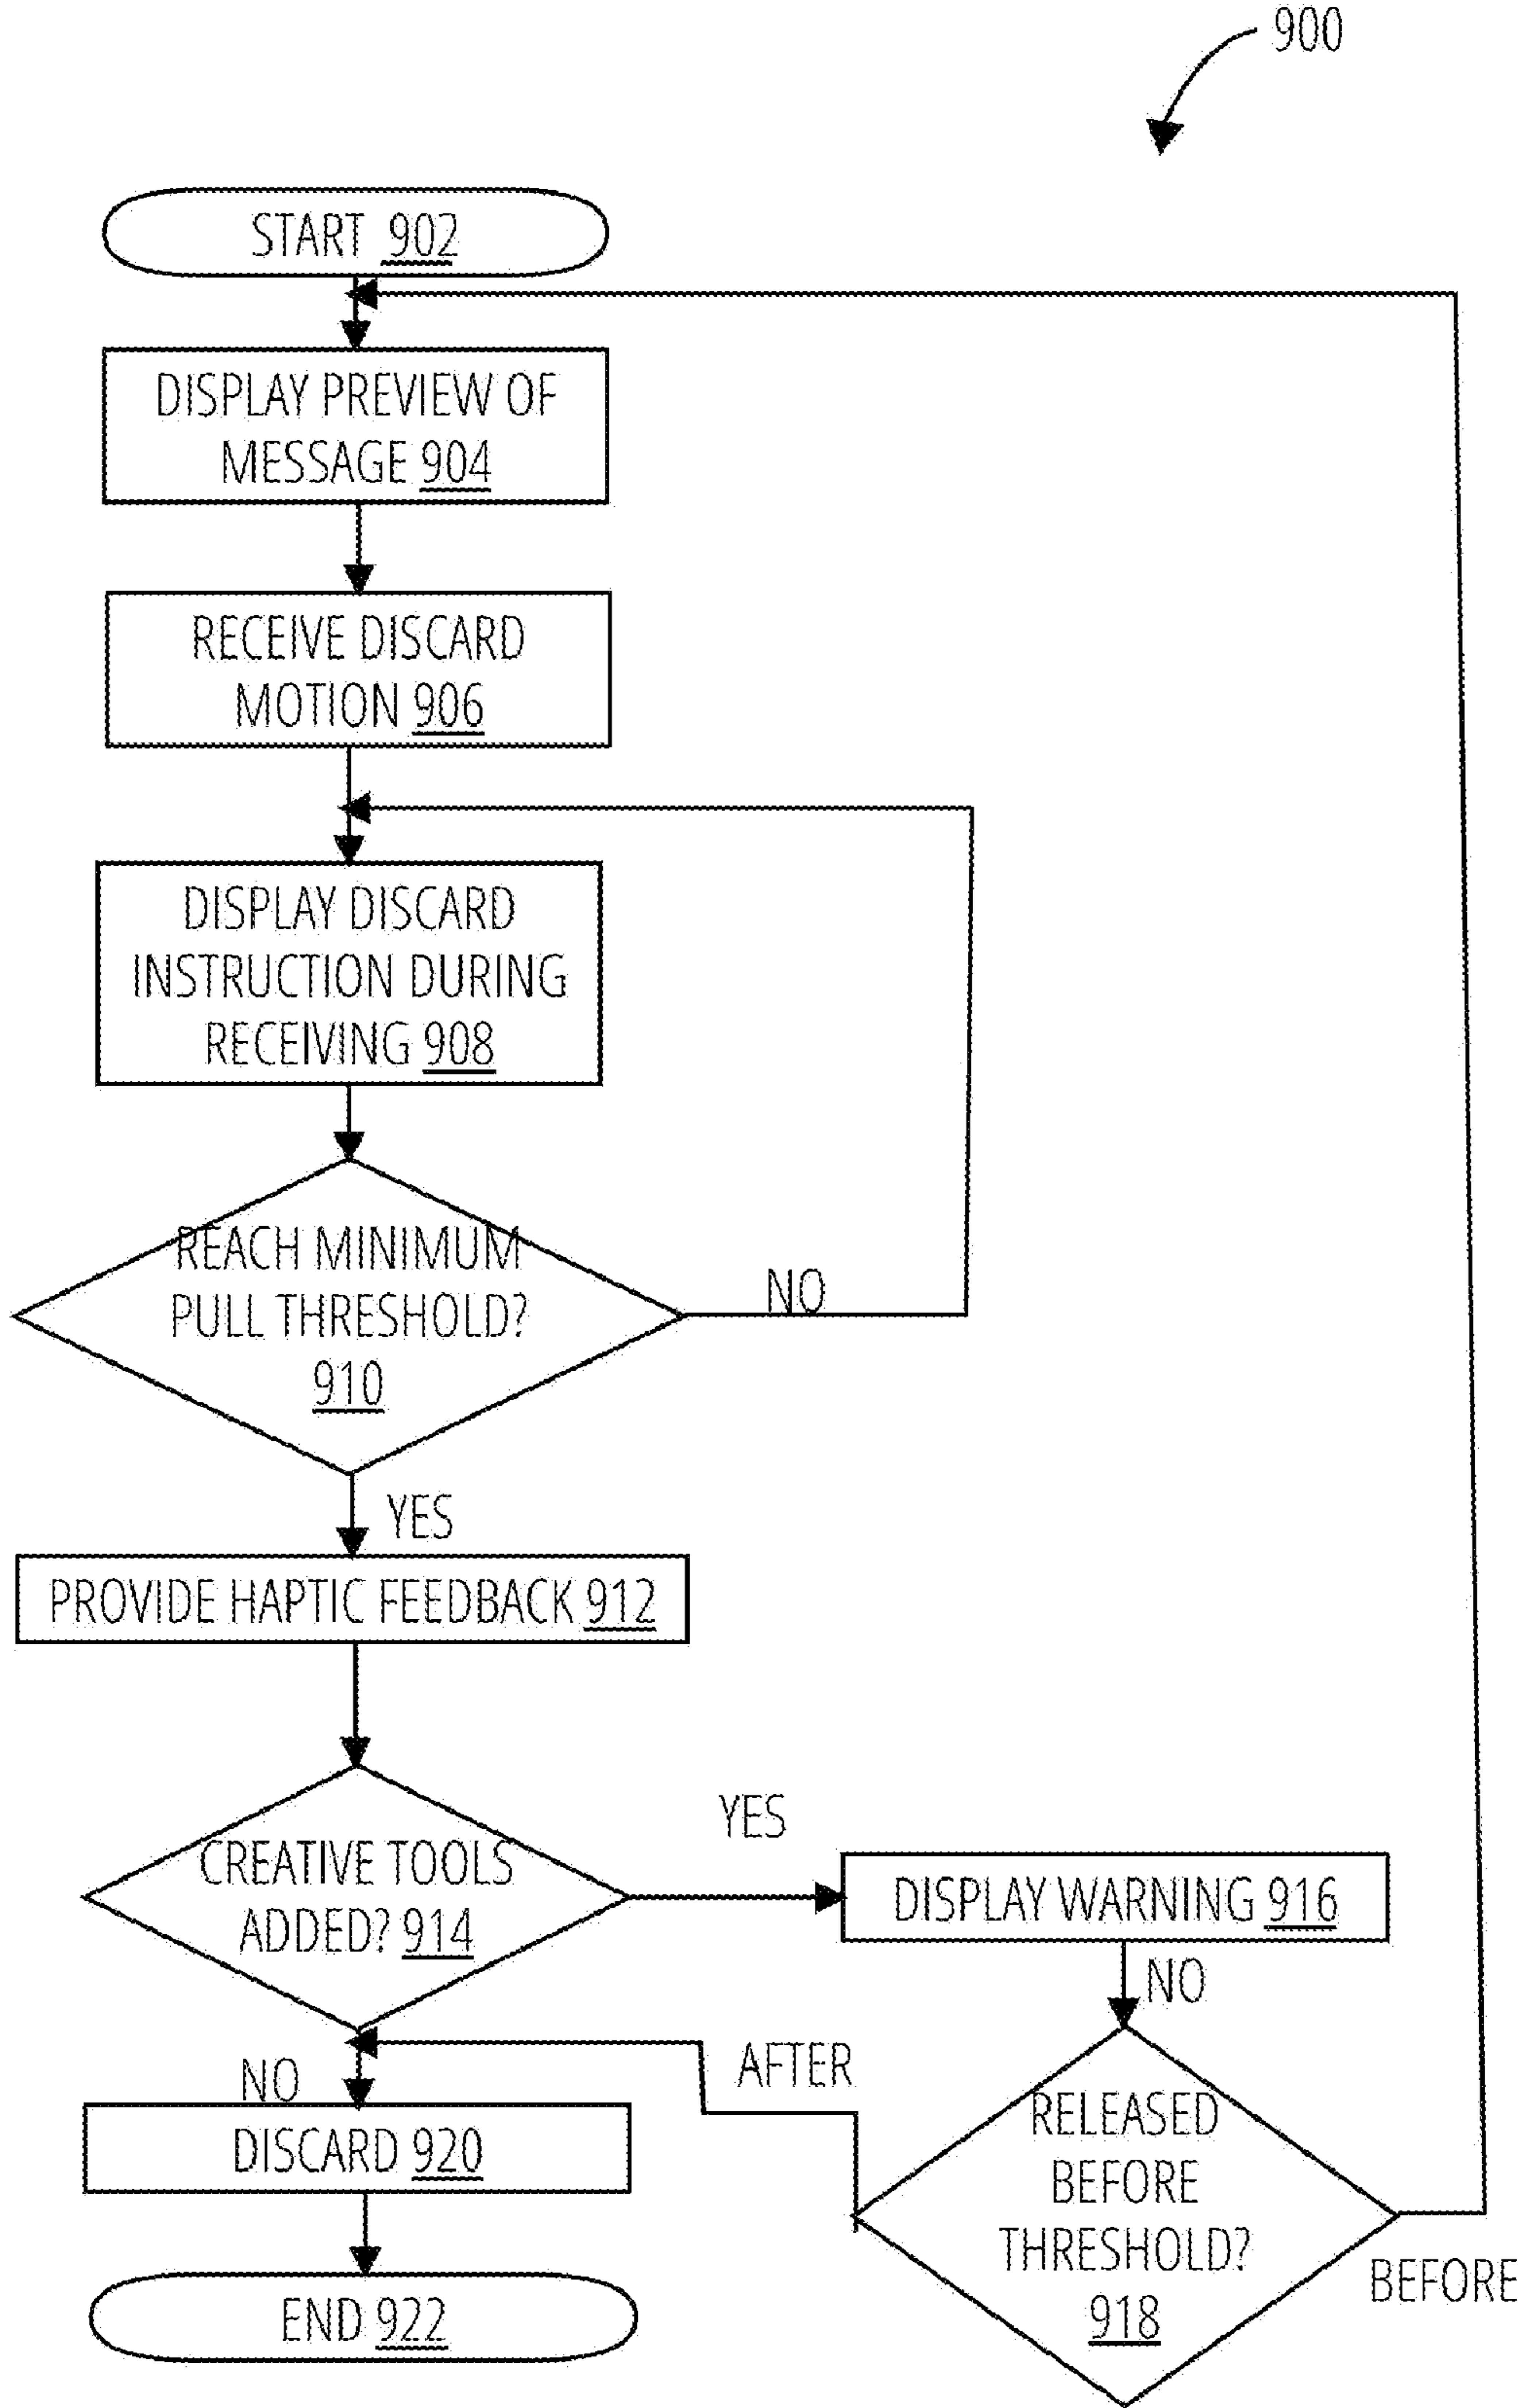 900
START 902
DISPLAY PREVIEW OF
MESSAGE 904
RECEIVE DISCARD
MOTION 906
DISPLAY DISCARD
INSTRUCTION DURING
RECEIVING 908
REACH MINIMUM
PULL THRESHOLD?
910
NO
YES
PROVIDE HAPTIC FEEDBACK 912
CREATIVE TOOLS
ADDED? 914
YES
DISPLAY WARNING 916
NO
RELEASED
BEFORE
THRESHOLD?
918
AFTER
BEFORE
NO
DISCARD 920
END 922